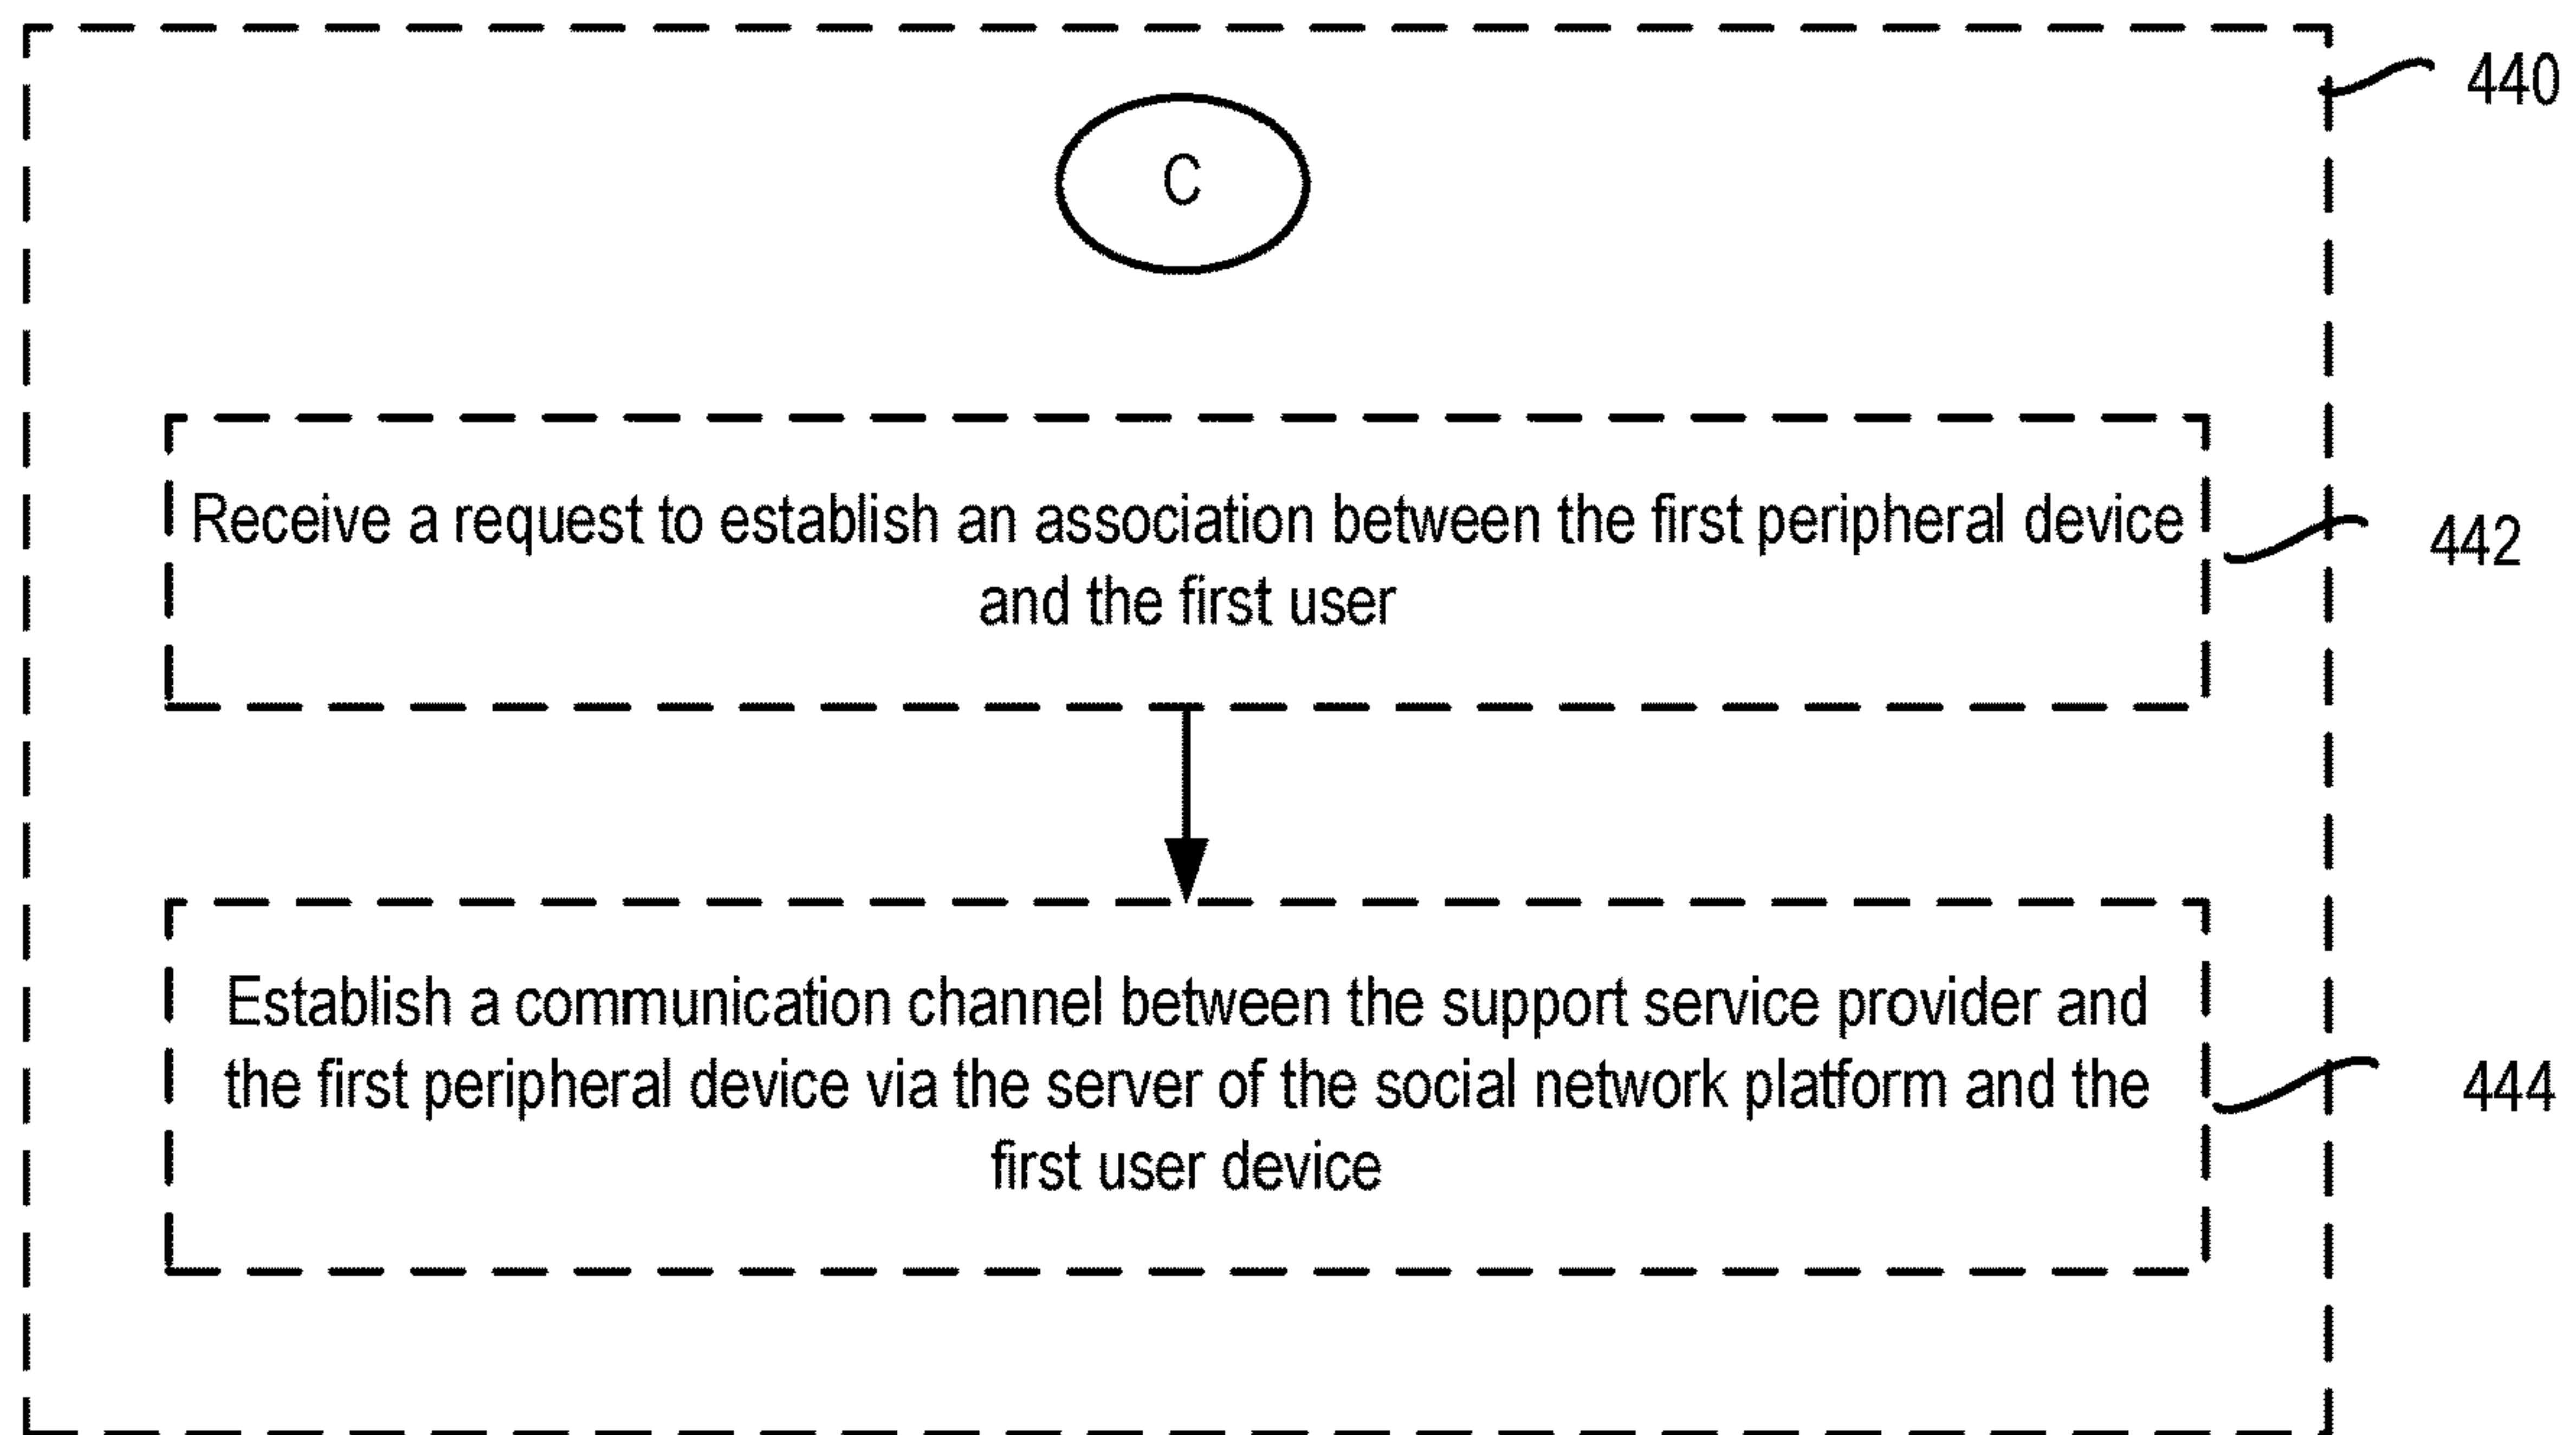 440
C
Receive a request to establish an association between the first peripheral device
and the first user
442
Establish a communication channel between the support service provider and
the first peripheral device via the server of the social network platform and the
first user device
444